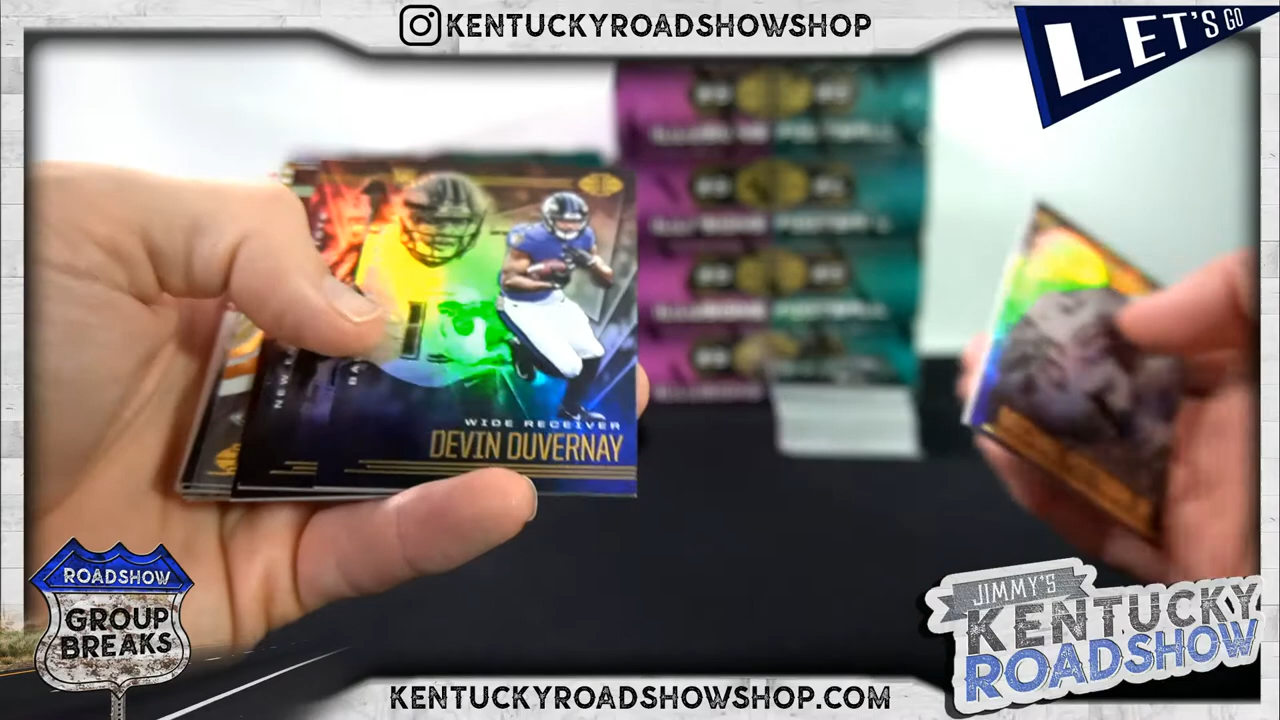 KENTUCKYROADSHOWSHOP
LET'S GO
WIDE RECEIVER
DEVIN DUVERNAY
ROADSHOW
GROUP
BREAKS
JIMMY'S
KENTUCKY
ROADSHOW
KENTUCKYROADSHOWSHOP.COM